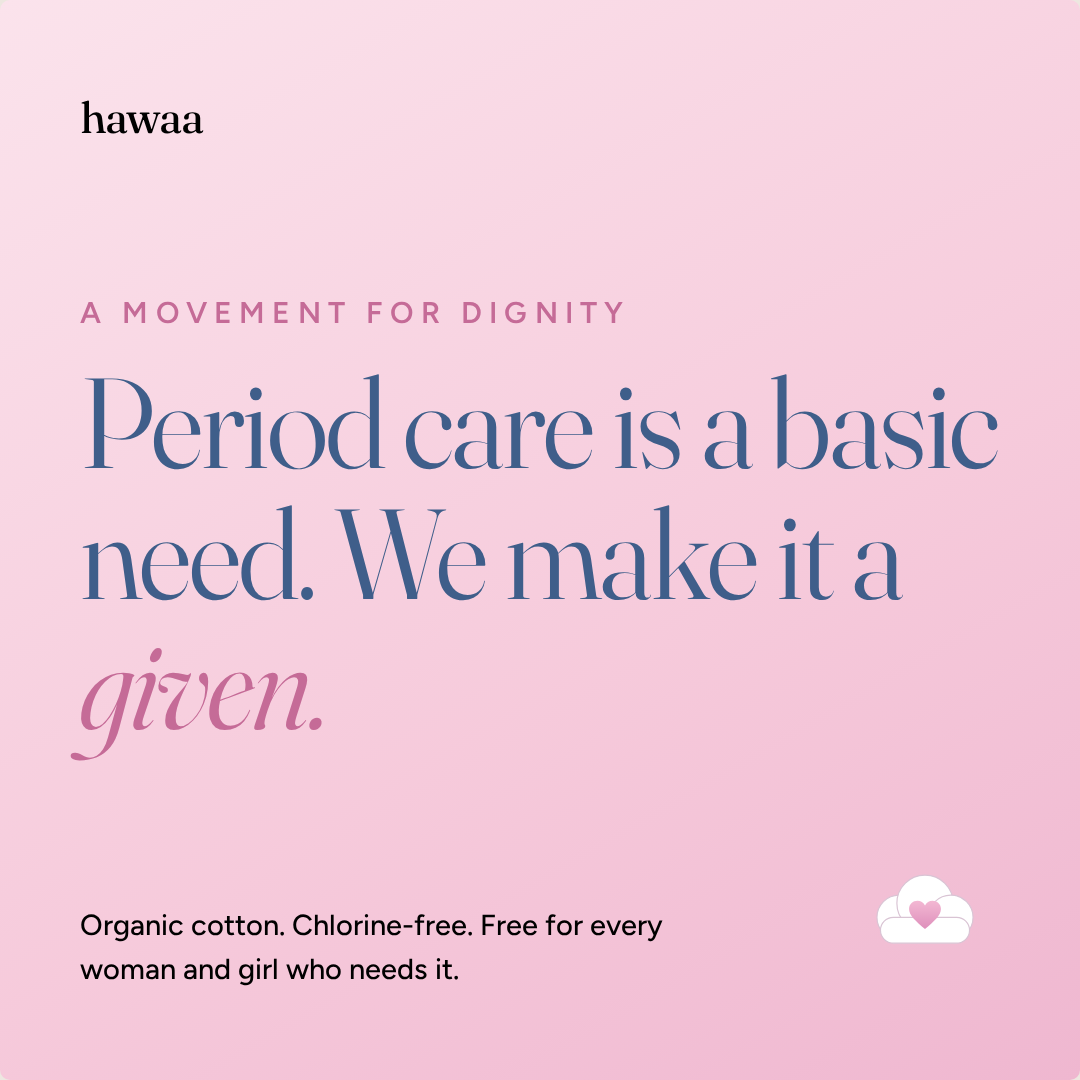 hawaa
A MOVEMENT FOR DIGNITY
Period care is a basic
need. We make it a
given.
Organic cotton. Chlorine-free. Free for every
woman and girl who needs it.